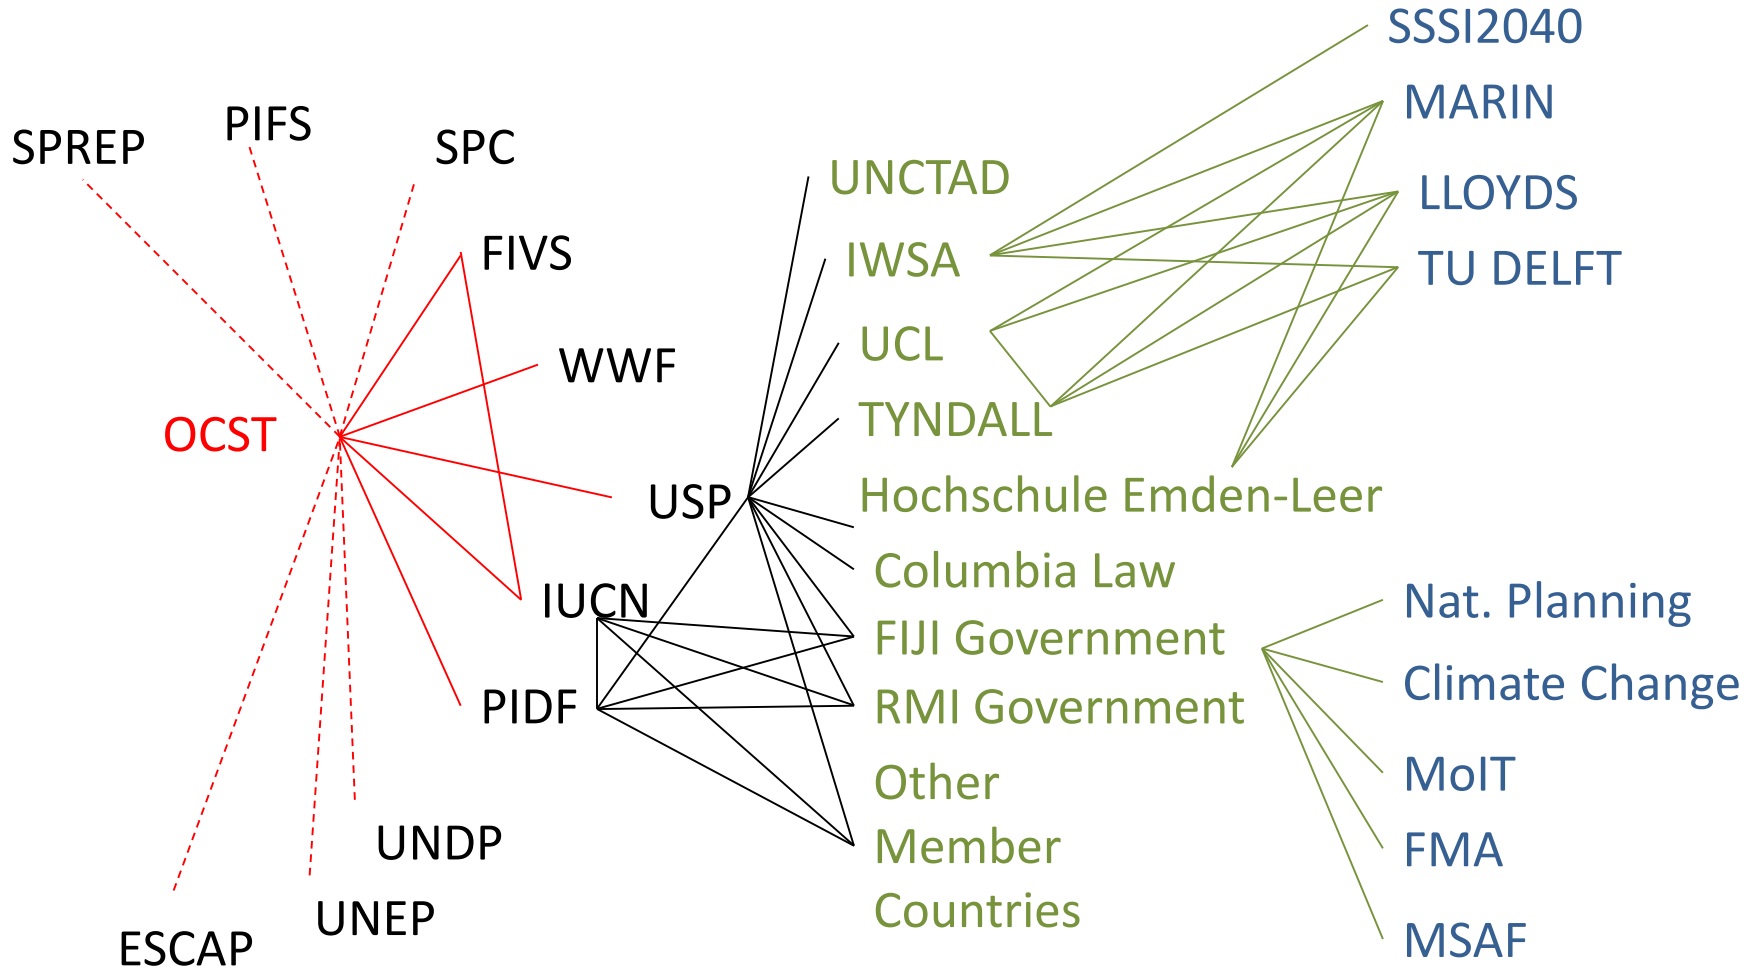 SPREP
PIFS
SPC
FIVS
WWF
OCST
USP
IUCN
PIDF
UNDP
UNEP
ESCAP
UNCTAD
IWSA
UCL
TYNDALL
Hochschule Emden-Leer
Columbia Law
FIJI Government
RMI Government
Other
Member
Countries
SSSI2040
MARIN
LLOYDS
TU DELFT
Nat. Planning
Climate Change
MoIT
FMA
MSAF